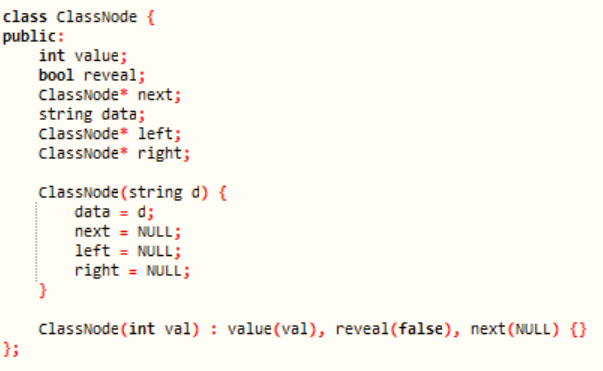 class ClassNode {
public:
    int value;
    bool reveal;
    ClassNode* next;
    string data;
    ClassNode* left;
    ClassNode* right;

    ClassNode(string d) {
        data = d;
        next = NULL;
        left = NULL;
        right = NULL;
    }

    ClassNode(int val) : value(val), reveal(false), next(NULL) {}
};